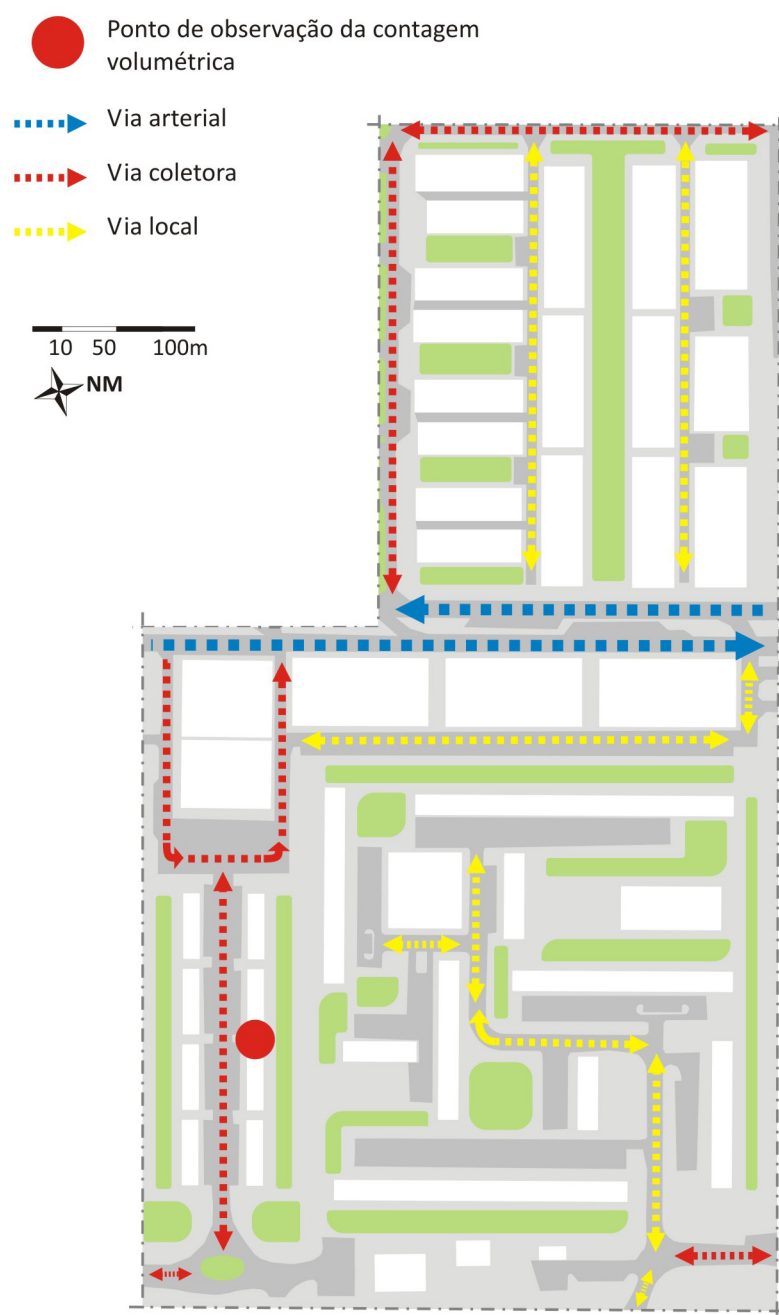 Ponto de observação da contagem
volumétrica
Via arterial
Via coletora
Via local
10 50 100m
NM